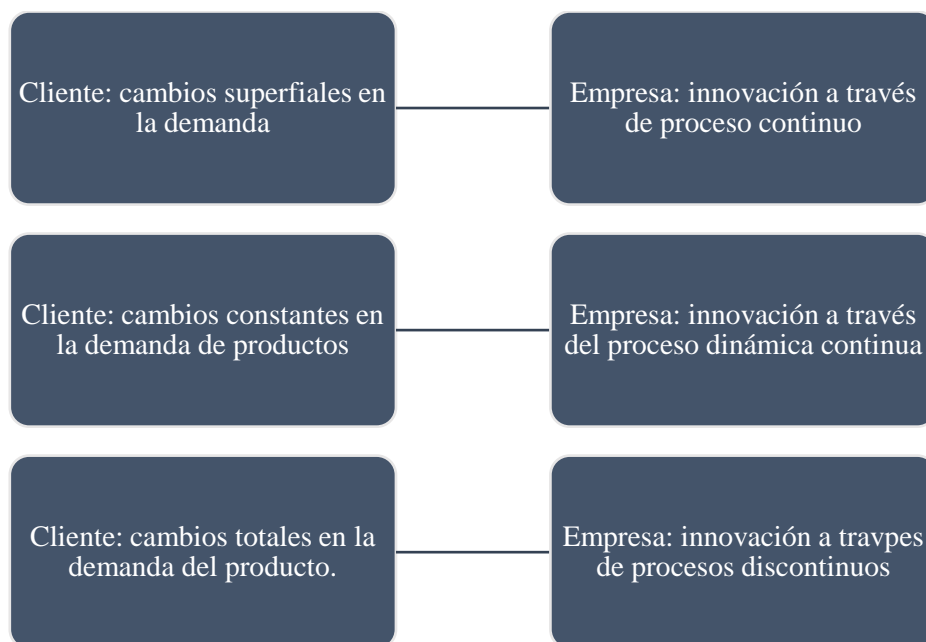 Cliente: cambios superfiales en
la demanda
Empresa: innovación a través
de proceso continuo
Cliente: cambios constantes en
la demanda de productos
Empresa: innovación a través
del proceso dinámica continua
Cliente: cambios totales en la
demanda del producto.
Empresa: innovación a travpes
de procesos discontinuos